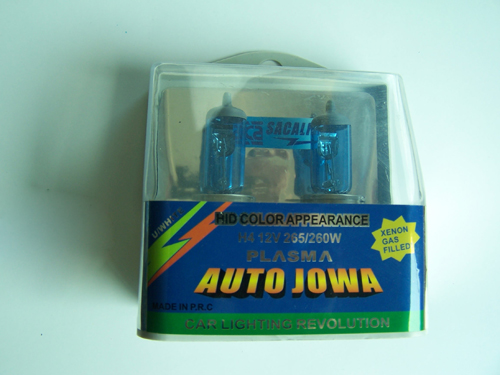 SACALI
U/WHI
HID COLOR APPEARANCE
H4 12V 265/260W
XENON
GAS
FILLED
PLASMA
AUTO JOWA
MADE IN P.R.C
CAR LIGHTING REVOLUTION